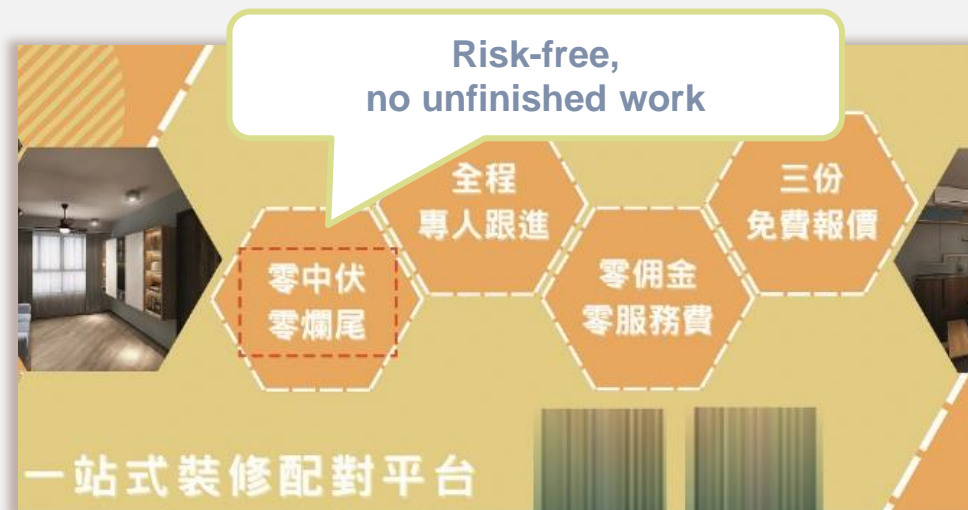 Risk-free,
no unfinished work
全程
專人跟進
三份
免費報價
零中伏
零爛尾
零佣金
零服務費
一站式裝修配對平台